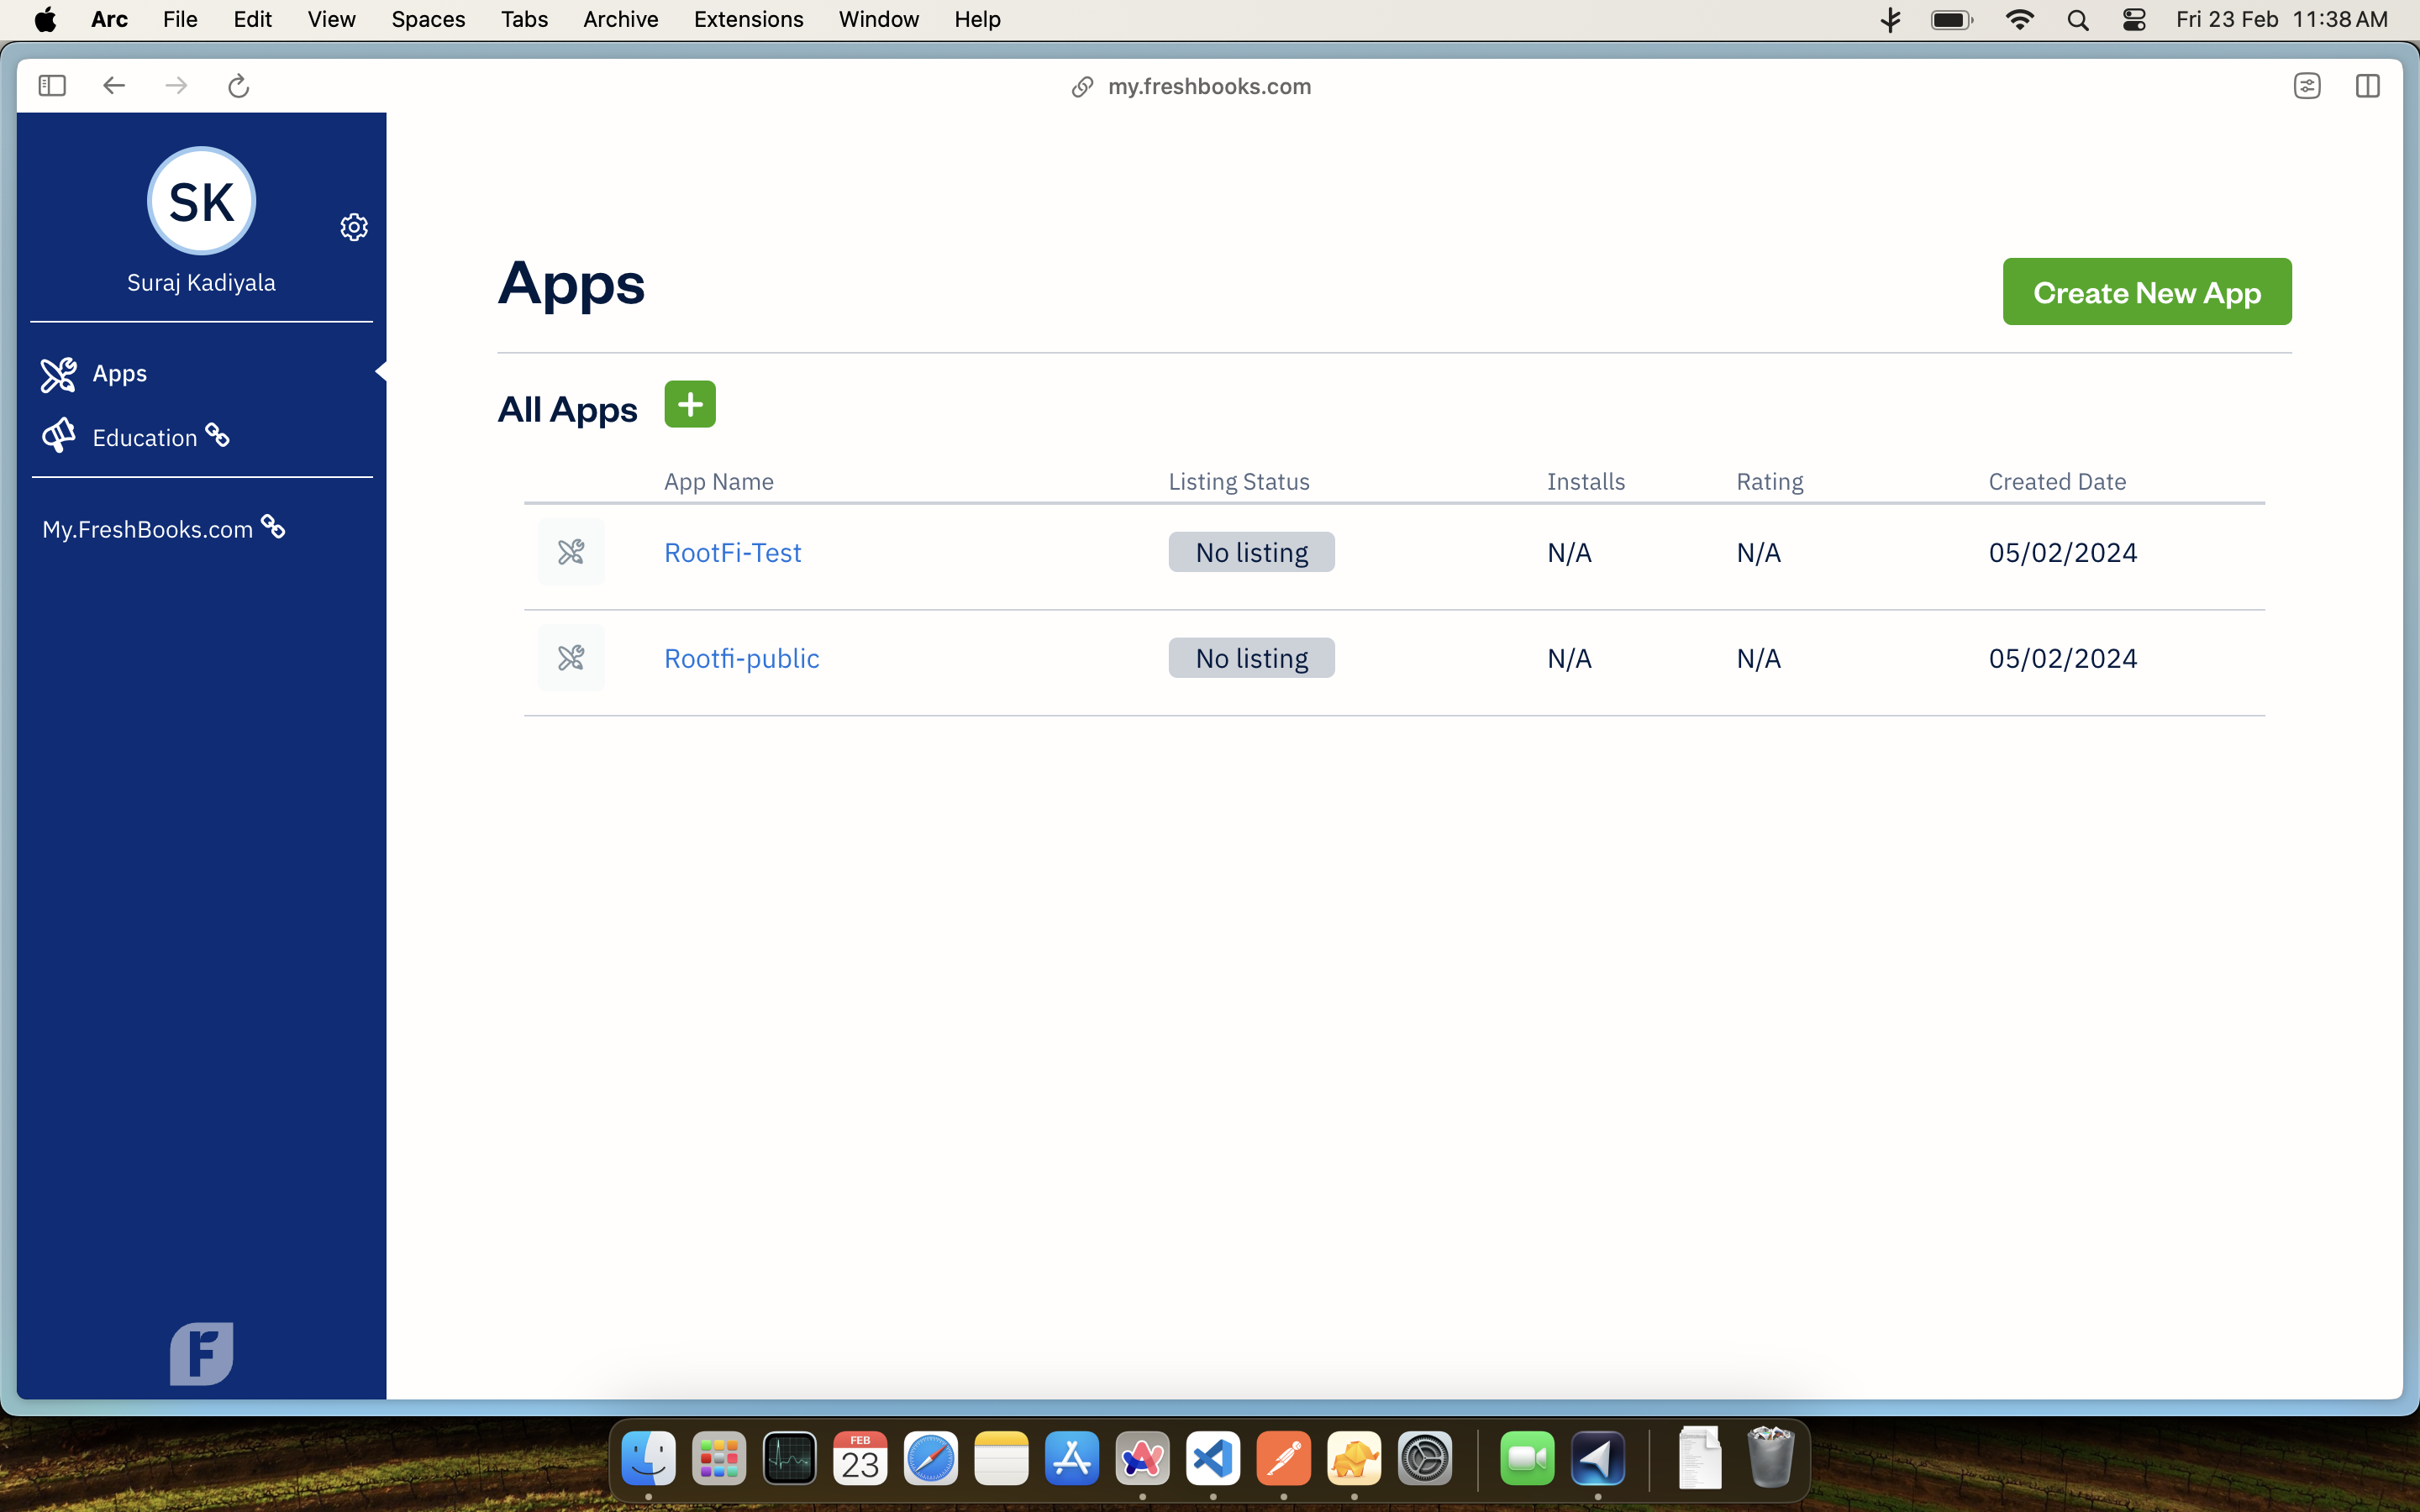 Arc File Edit View Spaces Tabs Archive Extensions Window Help Fri 23 Feb 11:38 AM
my.freshbooks.com
SK
Suraj Kadiyala
Apps
Education
My.FreshBooks.com
F
Apps
Create New App
All Apps
App Name Listing Status Installs Rating Created Date
RootFi-Test No listing N/A N/A 05/02/2024
Rootfi-public No listing N/A N/A 05/02/2024
FEB
23